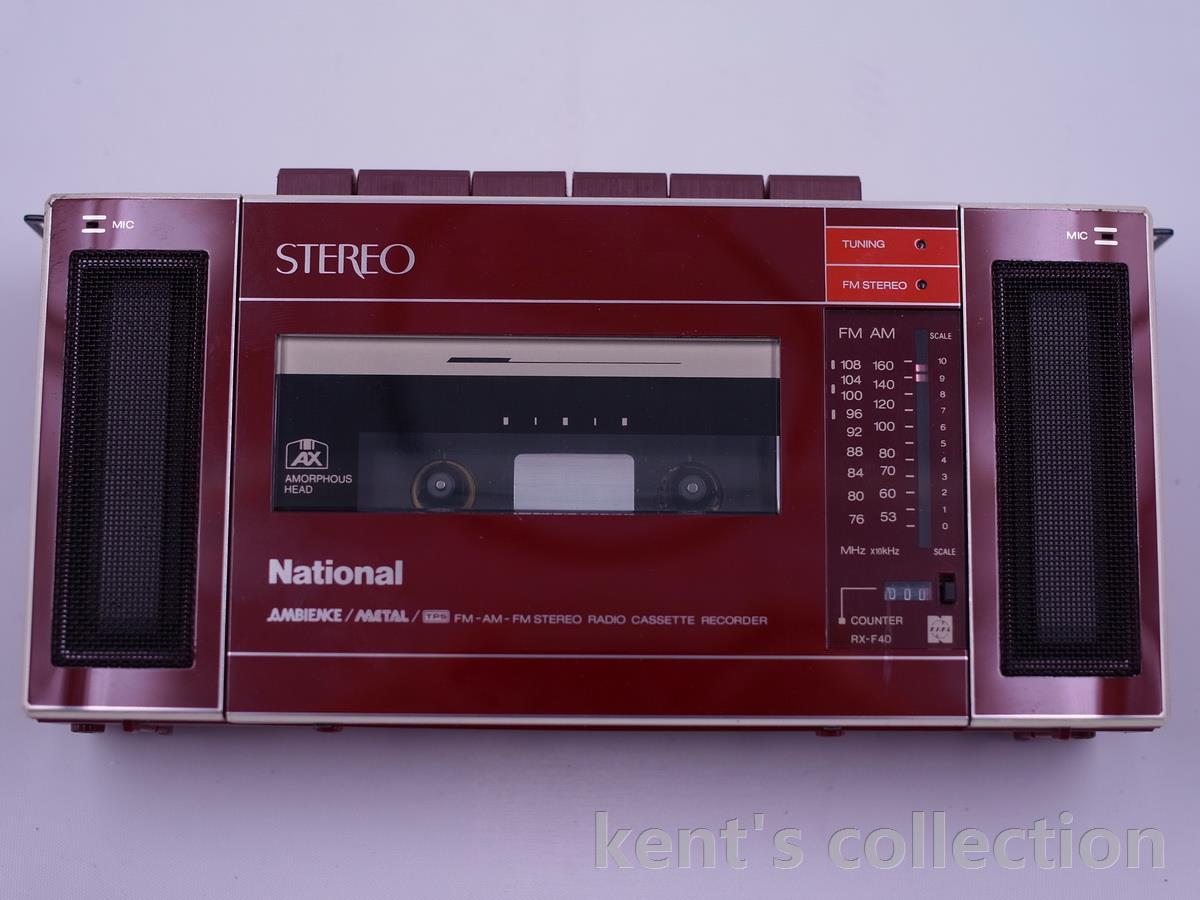 MIC
MIC
STEREO
TUNING
FM STEREO
FM AM SCALE
108 160 10
104 140 9
100 120 8
96 100 7
92 6
88 80 5
84 70 4
80 60 3
76 53 2
1
0
MHz x10kHz SCALE
AX
AMORPHOUS
HEAD
National
AMBIENCE / METAL / TPS FM-AM-FM STEREO RADIO CASSETTE RECORDER
000
COUNTER
RX-F40
kent's collection